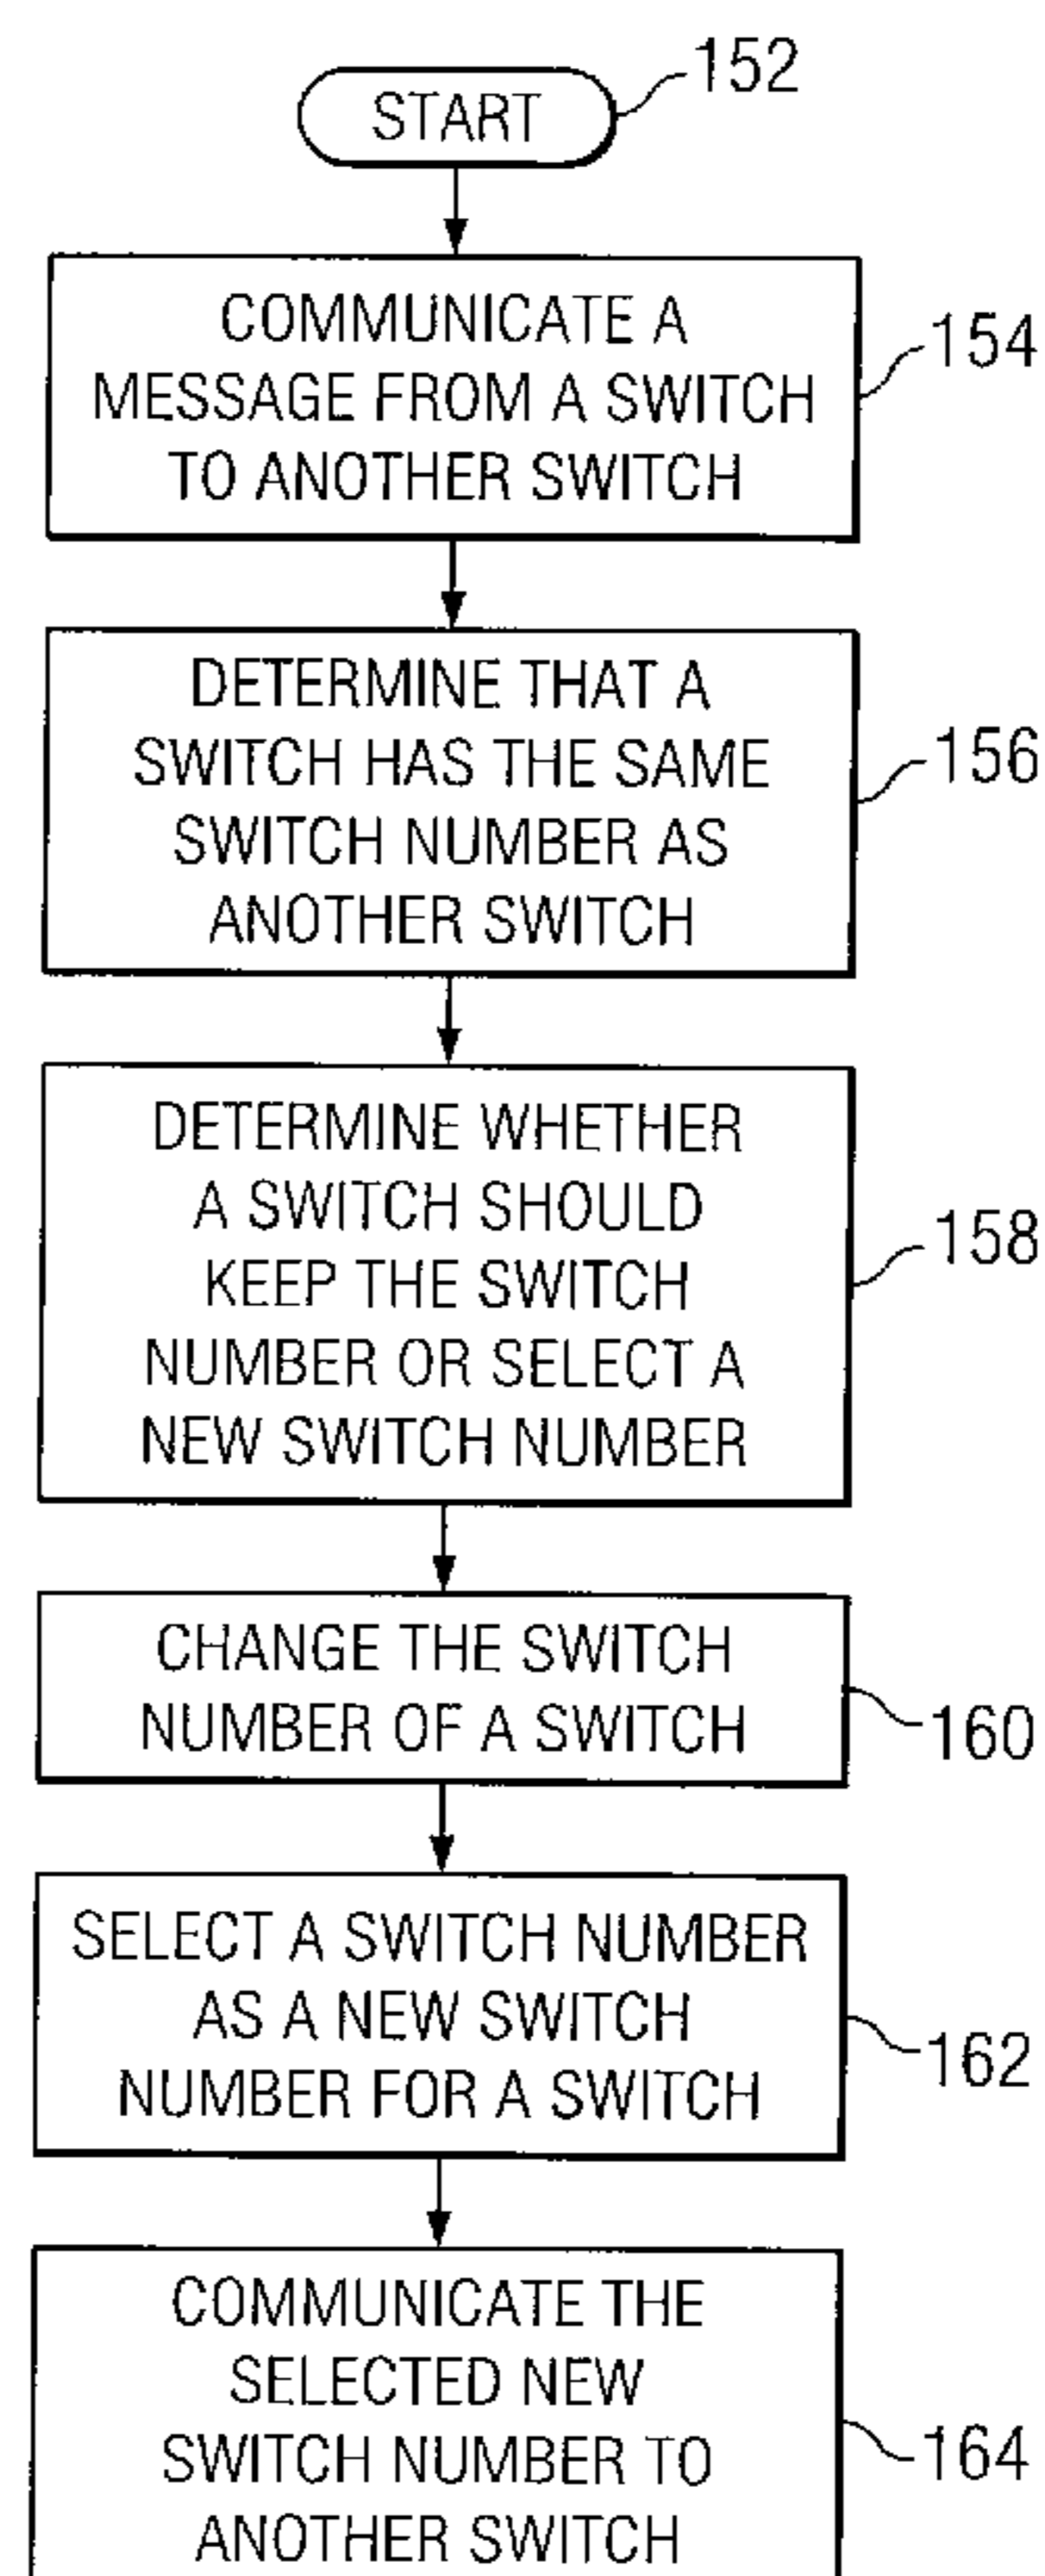 152
START
COMMUNICATE A
MESSAGE FROM A SWITCH
TO ANOTHER SWITCH
154
DETERMINE THAT A
SWITCH HAS THE SAME
SWITCH NUMBER AS
ANOTHER SWITCH
156
DETERMINE WHETHER
A SWITCH SHOULD
KEEP THE SWITCH
NUMBER OR SELECT A
NEW SWITCH NUMBER
158
CHANGE THE SWITCH
NUMBER OF A SWITCH
160
SELECT A SWITCH NUMBER
AS A NEW SWITCH
NUMBER FOR A SWITCH
162
COMMUNICATE THE
SELECTED NEW
SWITCH NUMBER TO
ANOTHER SWITCH
164